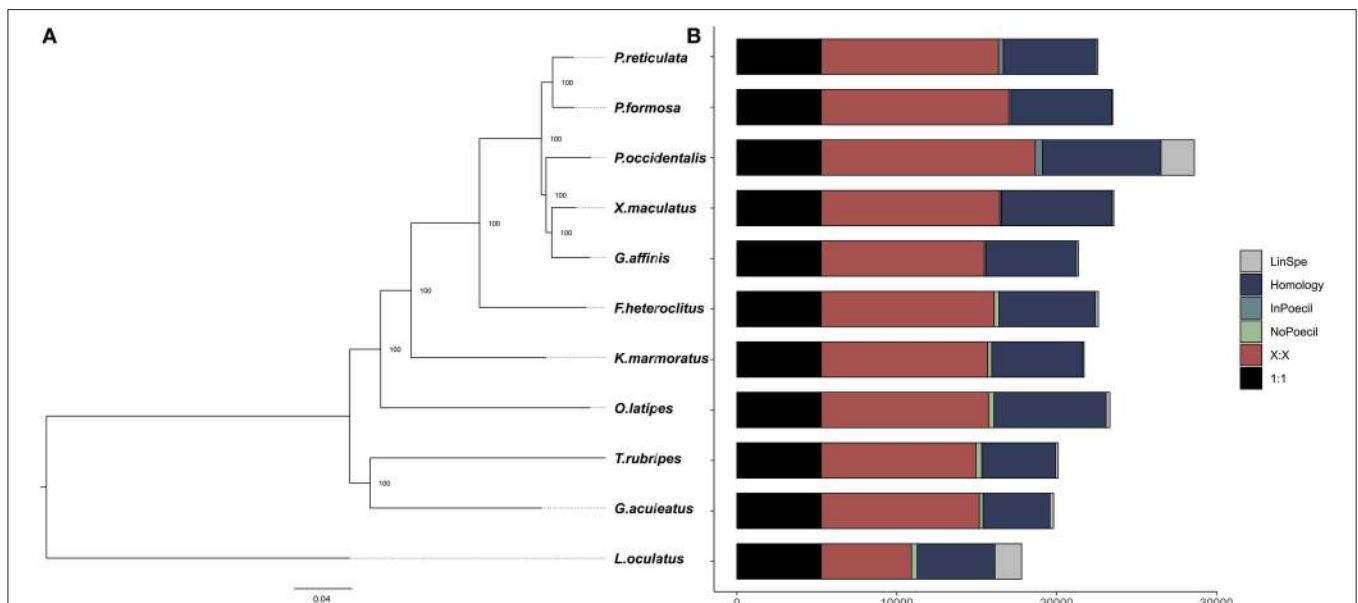 A
B
P.reticulata
100
P.formosa
100
P.occidentalis
100
X.maculatus
100
100
G.affinis
100
F.heteroclitus
100
K.marmoratus
100
O.latipes
T.rubripes
100
G.aculeatus
L.oculatus
0.04
LinSpe
Homology
InPoecil
NoPoecil
X:X
1:1
0
10000
20000
30000